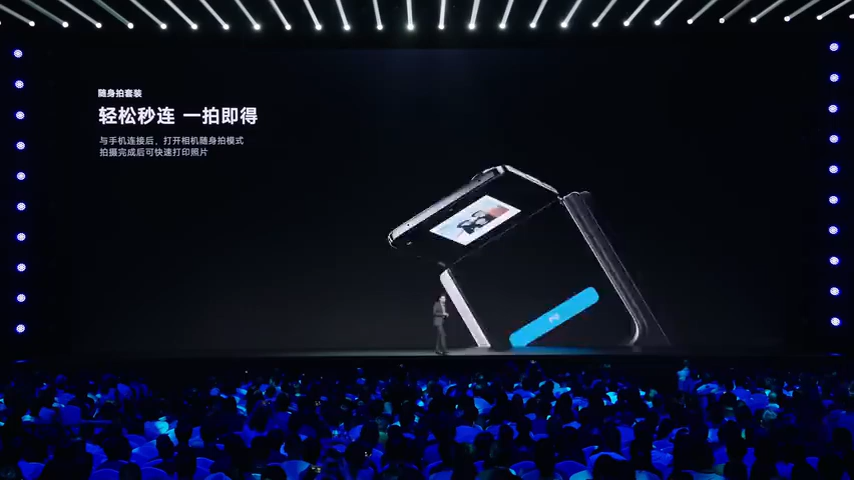 随身拍套装
轻松秒连 一拍即得
与手机连接后，打开相机随身拍模式
拍摄完成后可快速打印照片